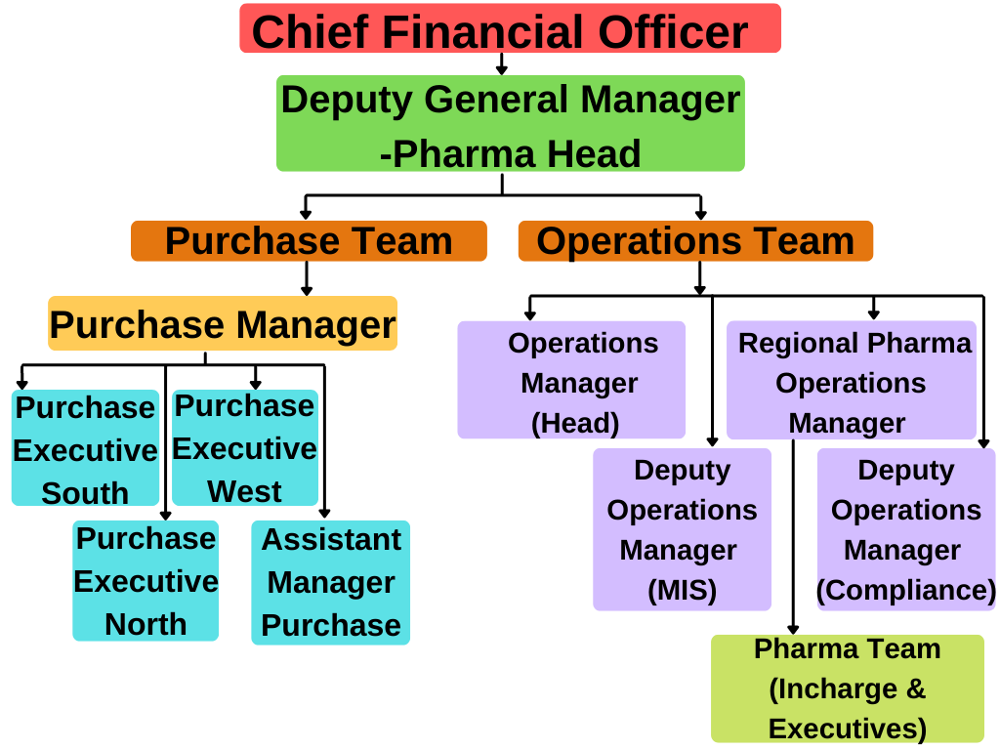 Chief Financial Officer
Deputy General Manager
-Pharma Head
Purchase Team
Operations Team
Purchase Manager
Operations
Manager
(Head)
Regional Pharma
Operations
Manager
Purchase
Executive
South
Purchase
Executive
West
Deputy
Operations
Manager
(MIS)
Deputy
Operations
Manager
(Compliance)
Purchase
Executive
North
Assistant
Manager
Purchase
Pharma Team
(Incharge &
Executives)